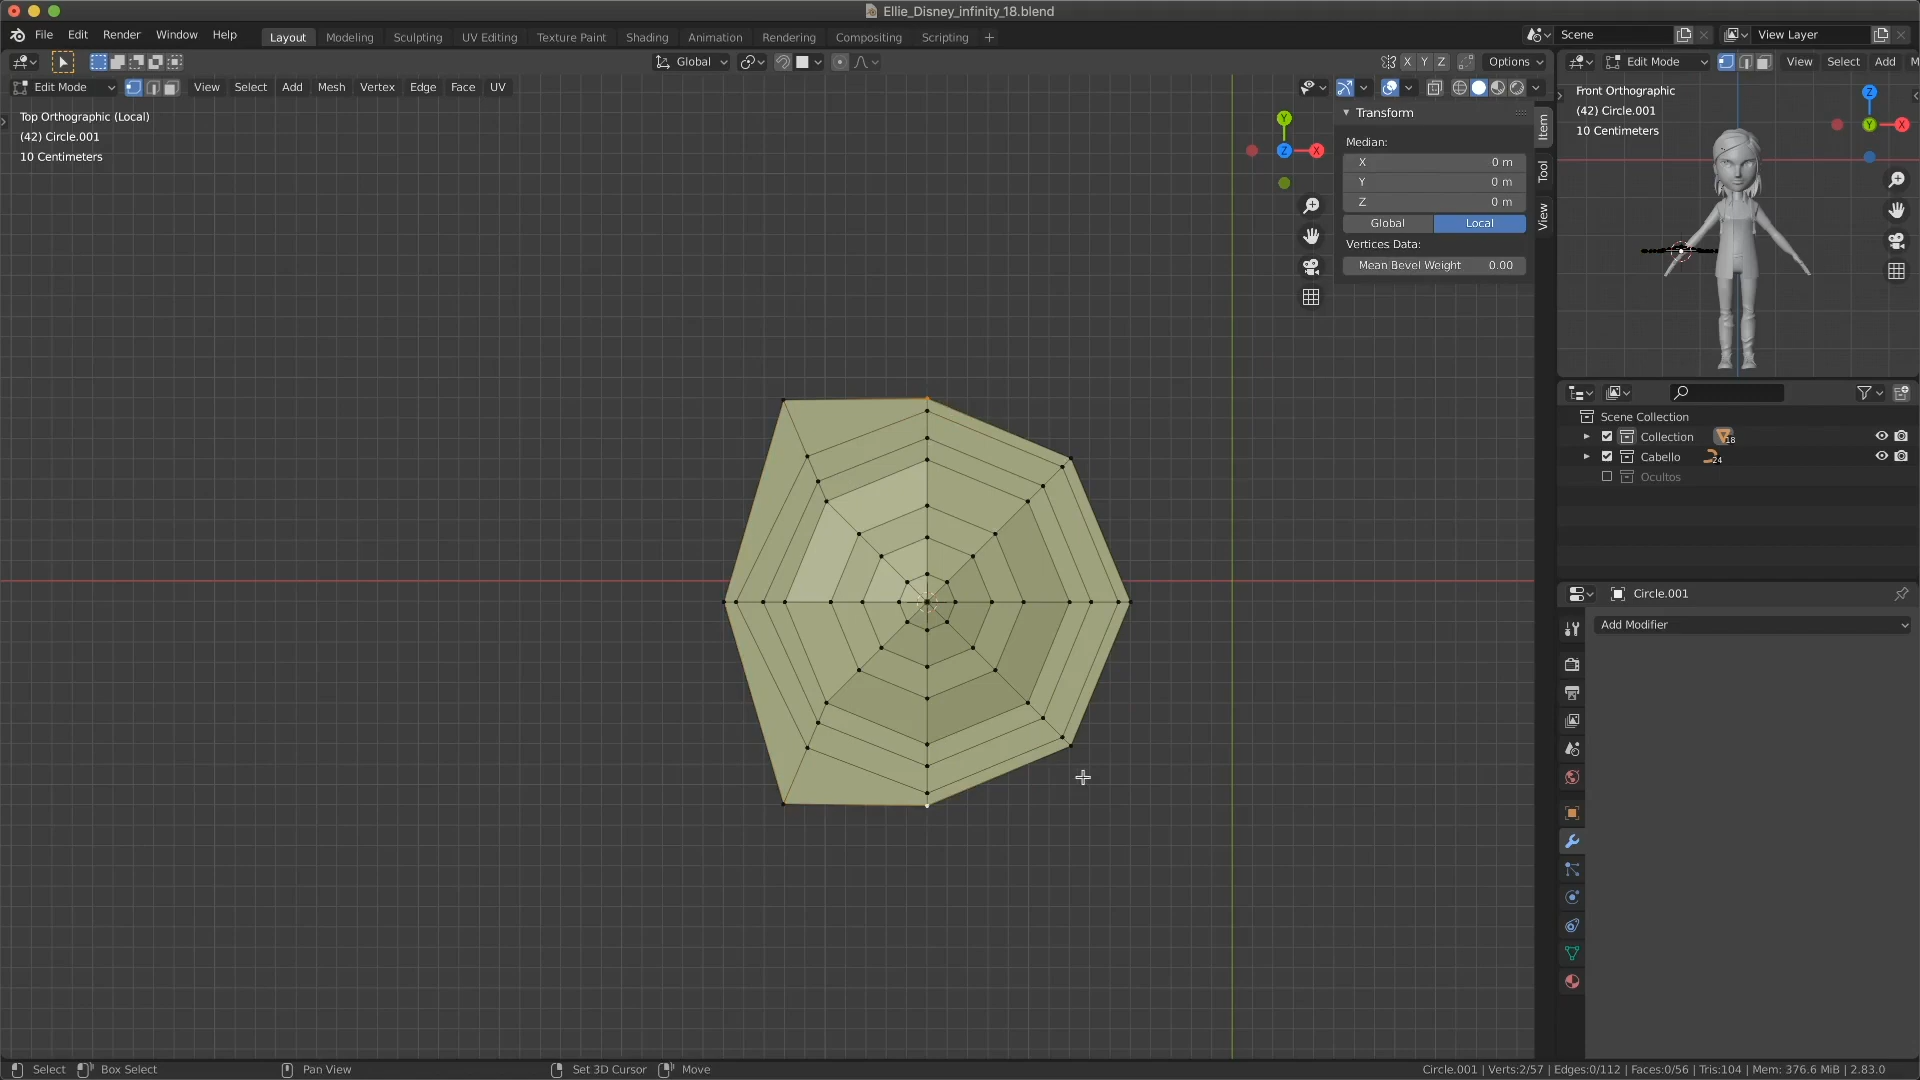 Ellie_Disney_infinity_18.blend
File Edit Render Window Help
Layout Modeling Sculpting UV Editing Texture Paint Shading Animation Rendering Compositing Scripting +
Scene
View Layer
Global
X Y Z
Options
Edit Mode
View Select Add Mesh Vertex Edge Face UV
Edit Mode
View Select Add M
Top Orthographic (Local)
(42) Circle.001
10 Centimeters
Y
Z
X
Transform
Median:
X 0 m
Y 0 m
Z 0 m
Global Local
Vertices Data:
Mean Bevel Weight 0.00
Item
Tool
View
Front Orthographic
(42) Circle.001
10 Centimeters
Z
Y
X
Scene Collection
Collection 18
Cabello 24
Ocultos
Circle.001
Add Modifier
Select
Box Select
Pan View
Set 3D Cursor
Move
Circle.001 | Verts:2/57 | Edges:0/112 | Faces:0/56 | Tris:104 | Mem: 376.6 MiB | 2.83.0